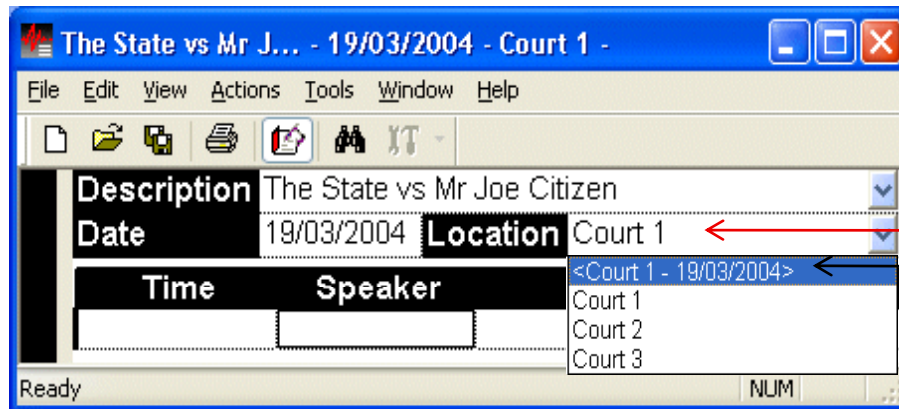 The State vs Mr J... - 19/03/2004 - Court 1 -
File Edit View Actions Tools Window Help
Description The State vs Mr Joe Citizen
Date 19/03/2004 Location Court 1
<Court 1 - 19/03/2004>
Time Speaker
Court 1
Court 2
Court 3
Ready NUM